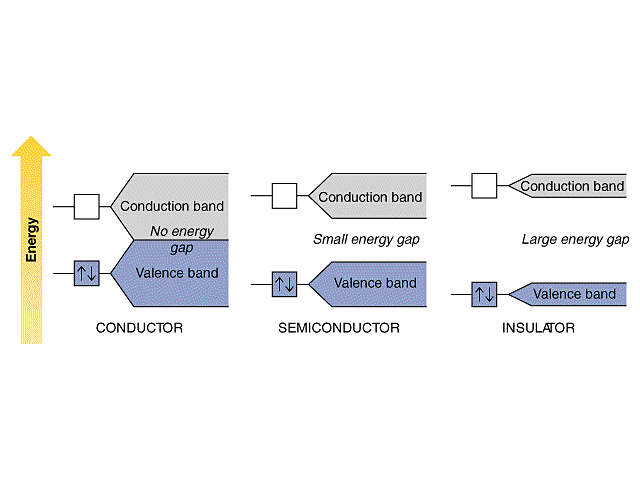 Energy
Conduction band
No energy
gap
Valence band
CONDUCTOR
Conduction band
Small energy gap
Valence band
SEMICONDUCTOR
Conduction band
Large energy gap
Valence band
INSULATOR